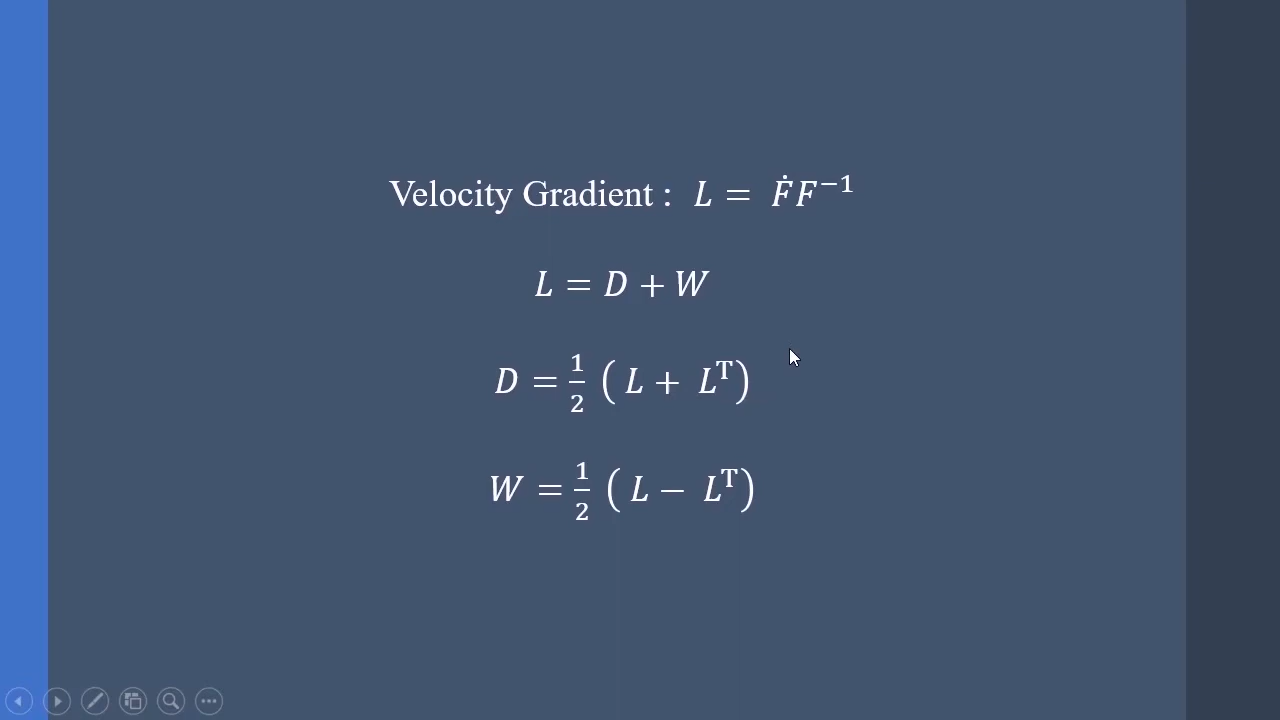 Velocity Gradient : L = ḞF⁻¹
L = D + W
D = 1/2 ( L + Lᵀ)
W = 1/2 ( L − Lᵀ)